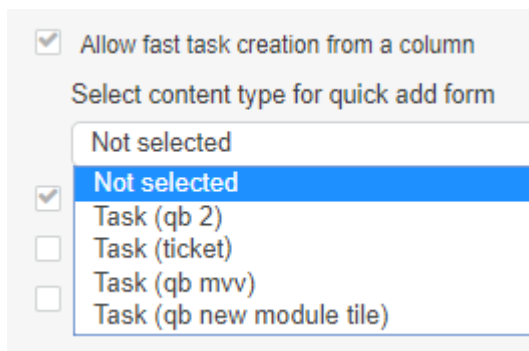 Allow fast task creation from a column
Select content type for quick add form
Not selected
Not selected
Task (qb 2)
Task (ticket)
Task (qb mvv)
Task (qb new module tile)